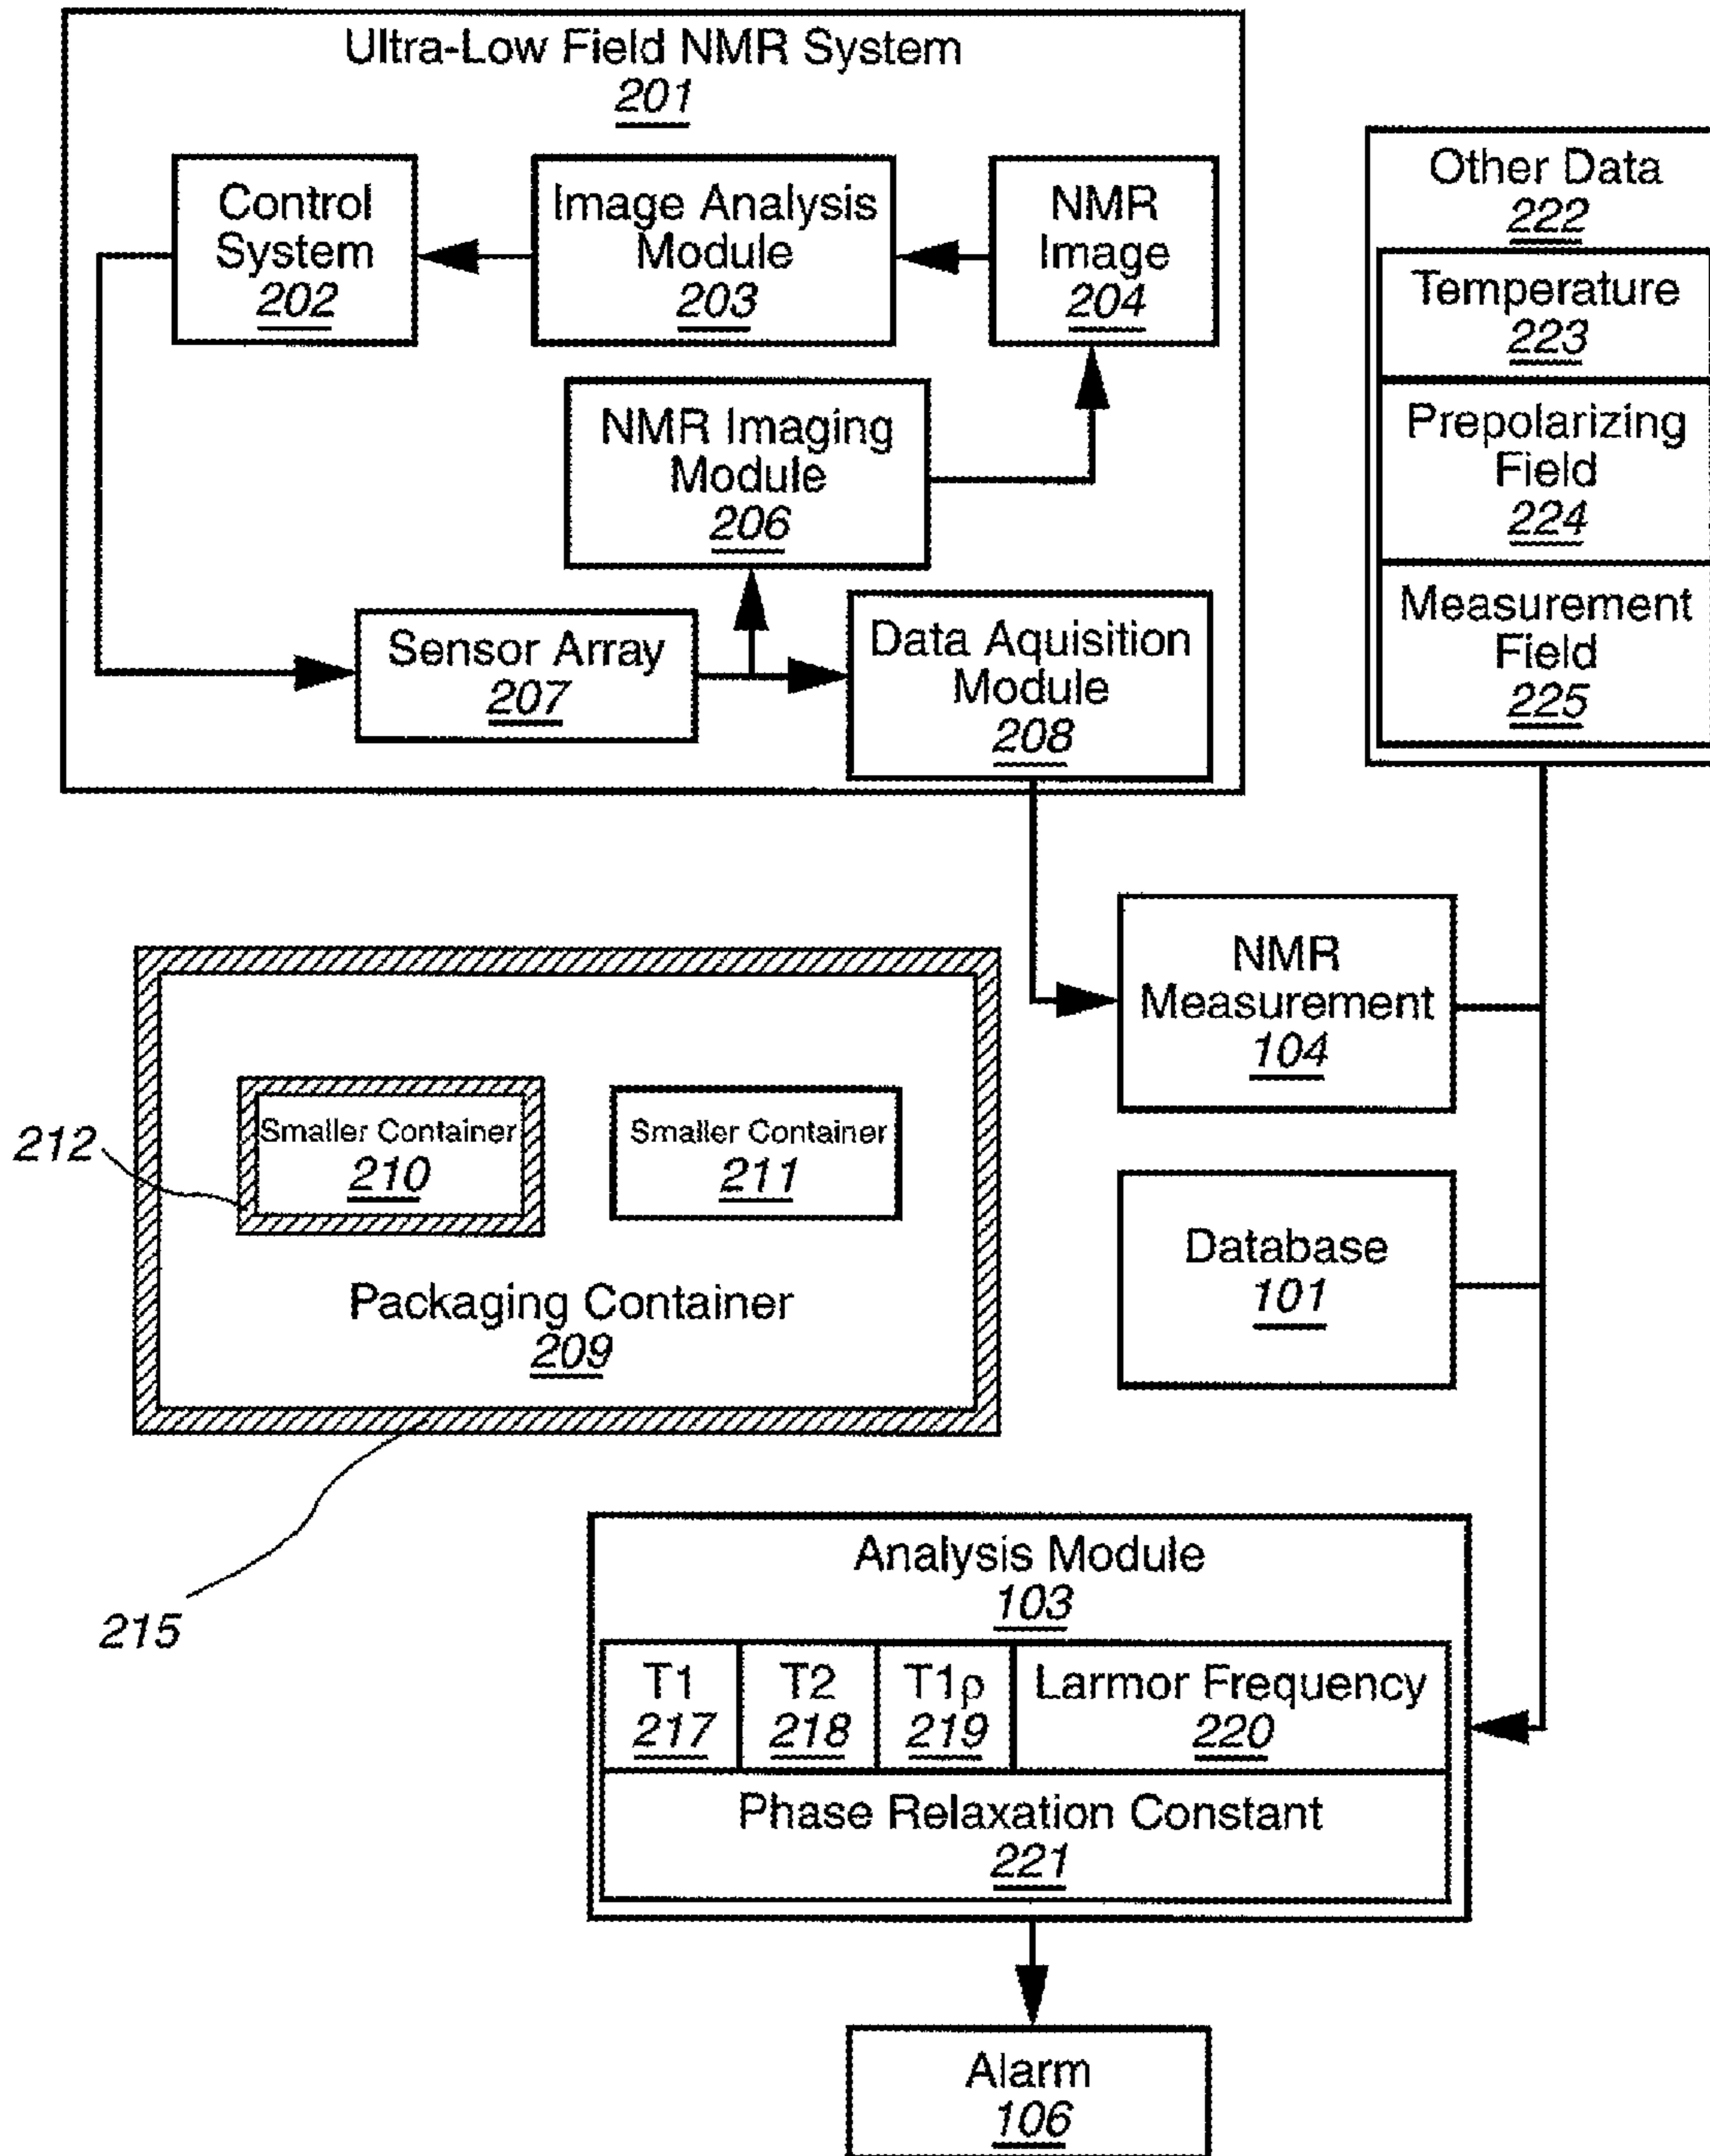 Ultra-Low Field NMR System
201
Control
System
202
Image Analysis
Module
203
NMR
Image
204
NMR Imaging
Module
206
Sensor Array
207
Data Aquisition
Module
208
Other Data
222
Temperature
223
Prepolarizing
Field
224
Measurement
Field
225
NMR
Measurement
104
Database
101
212
Smaller Container
210
Smaller Container
211
Packaging Container
209
215
Analysis Module
103
T1
217
T2
218
T1ρ
219
Larmor Frequency
220
Phase Relaxation Constant
221
Alarm
106